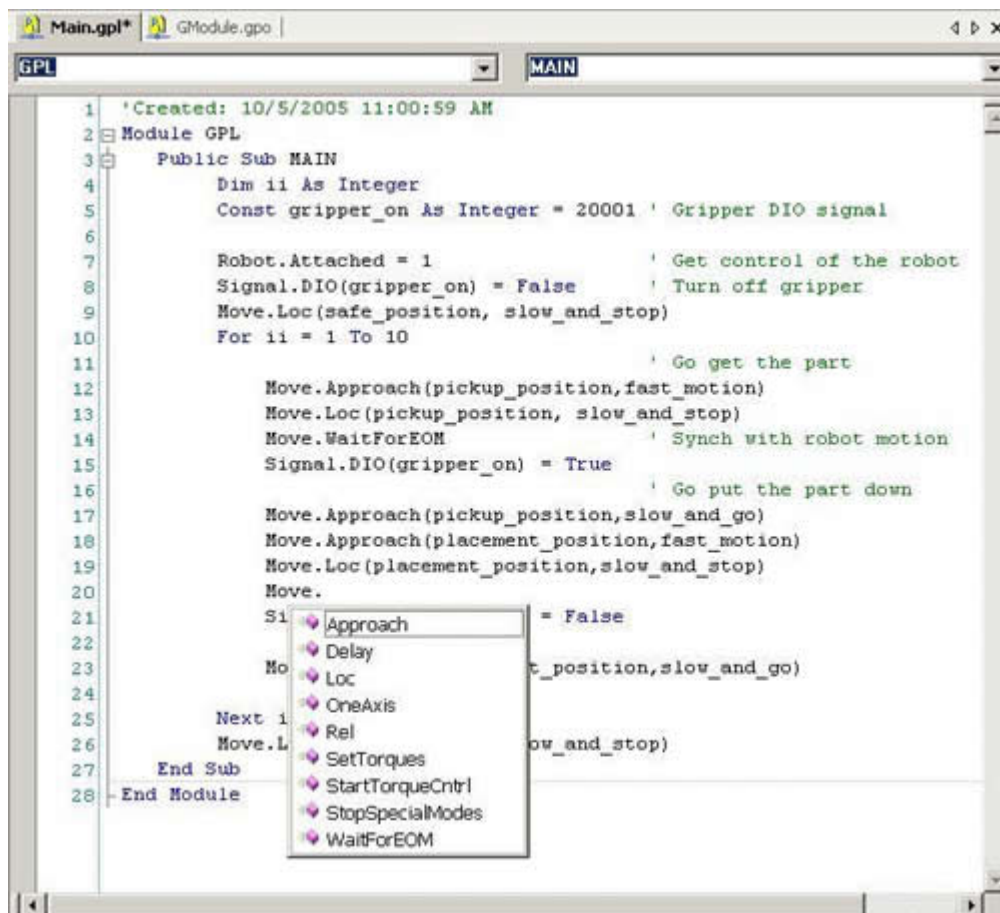 Main.gpl* GModule.gpo
GPL MAIN
1 'Created: 10/5/2005 11:00:59 AM
2 Module GPL
3 Public Sub MAIN
4 Dim ii As Integer
5 Const gripper_on As Integer = 20001 ' Gripper DIO signal
6
7 Robot.Attached = 1 ' Get control of the robot
8 Signal.DIO(gripper_on) = False ' Turn off gripper
9 Move.Loc(safe_position, slow_and_stop)
10 For ii = 1 To 10
11 ' Go get the part
12 Move.Approach(pickup_position,fast_motion)
13 Move.Loc(pickup_position, slow_and_stop)
14 Move.WaitForEOM ' Synch with robot motion
15 Signal.DIO(gripper_on) = True
16 ' Go put the part down
17 Move.Approach(pickup_position,slow_and_go)
18 Move.Approach(placement_position,fast_motion)
19 Move.Loc(placement_position,slow_and_stop)
20 Move.
21 Si = False
22
23 Mo t_position,slow_and_go)
24
25 Next i
26 Move.L ow_and_stop)
27 End Sub
28 End Module
Approach
Delay
Loc
OneAxis
Rel
SetTorques
StartTorqueCntrl
StopSpecialModes
WaitForEOM